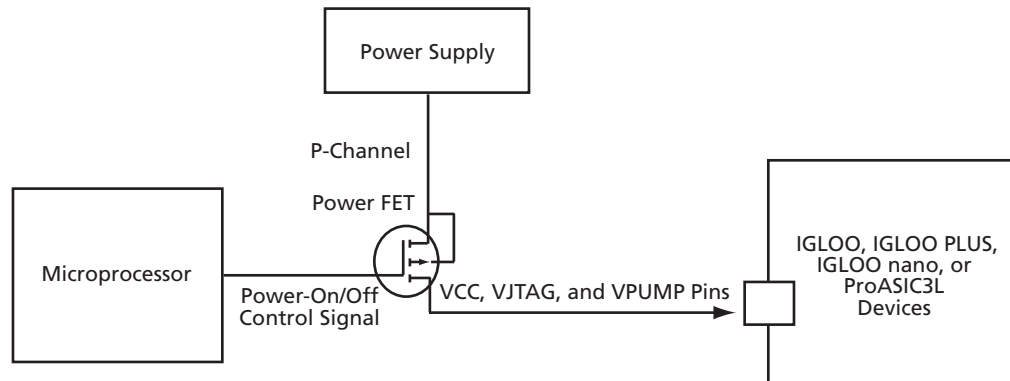 Power Supply
P-Channel
Power FET
Microprocessor
Power-On/Off
Control Signal
VCC, VJTAG, and VPUMP Pins
IGLOO, IGLOO PLUS,
IGLOO nano, or
ProASIC3L
Devices